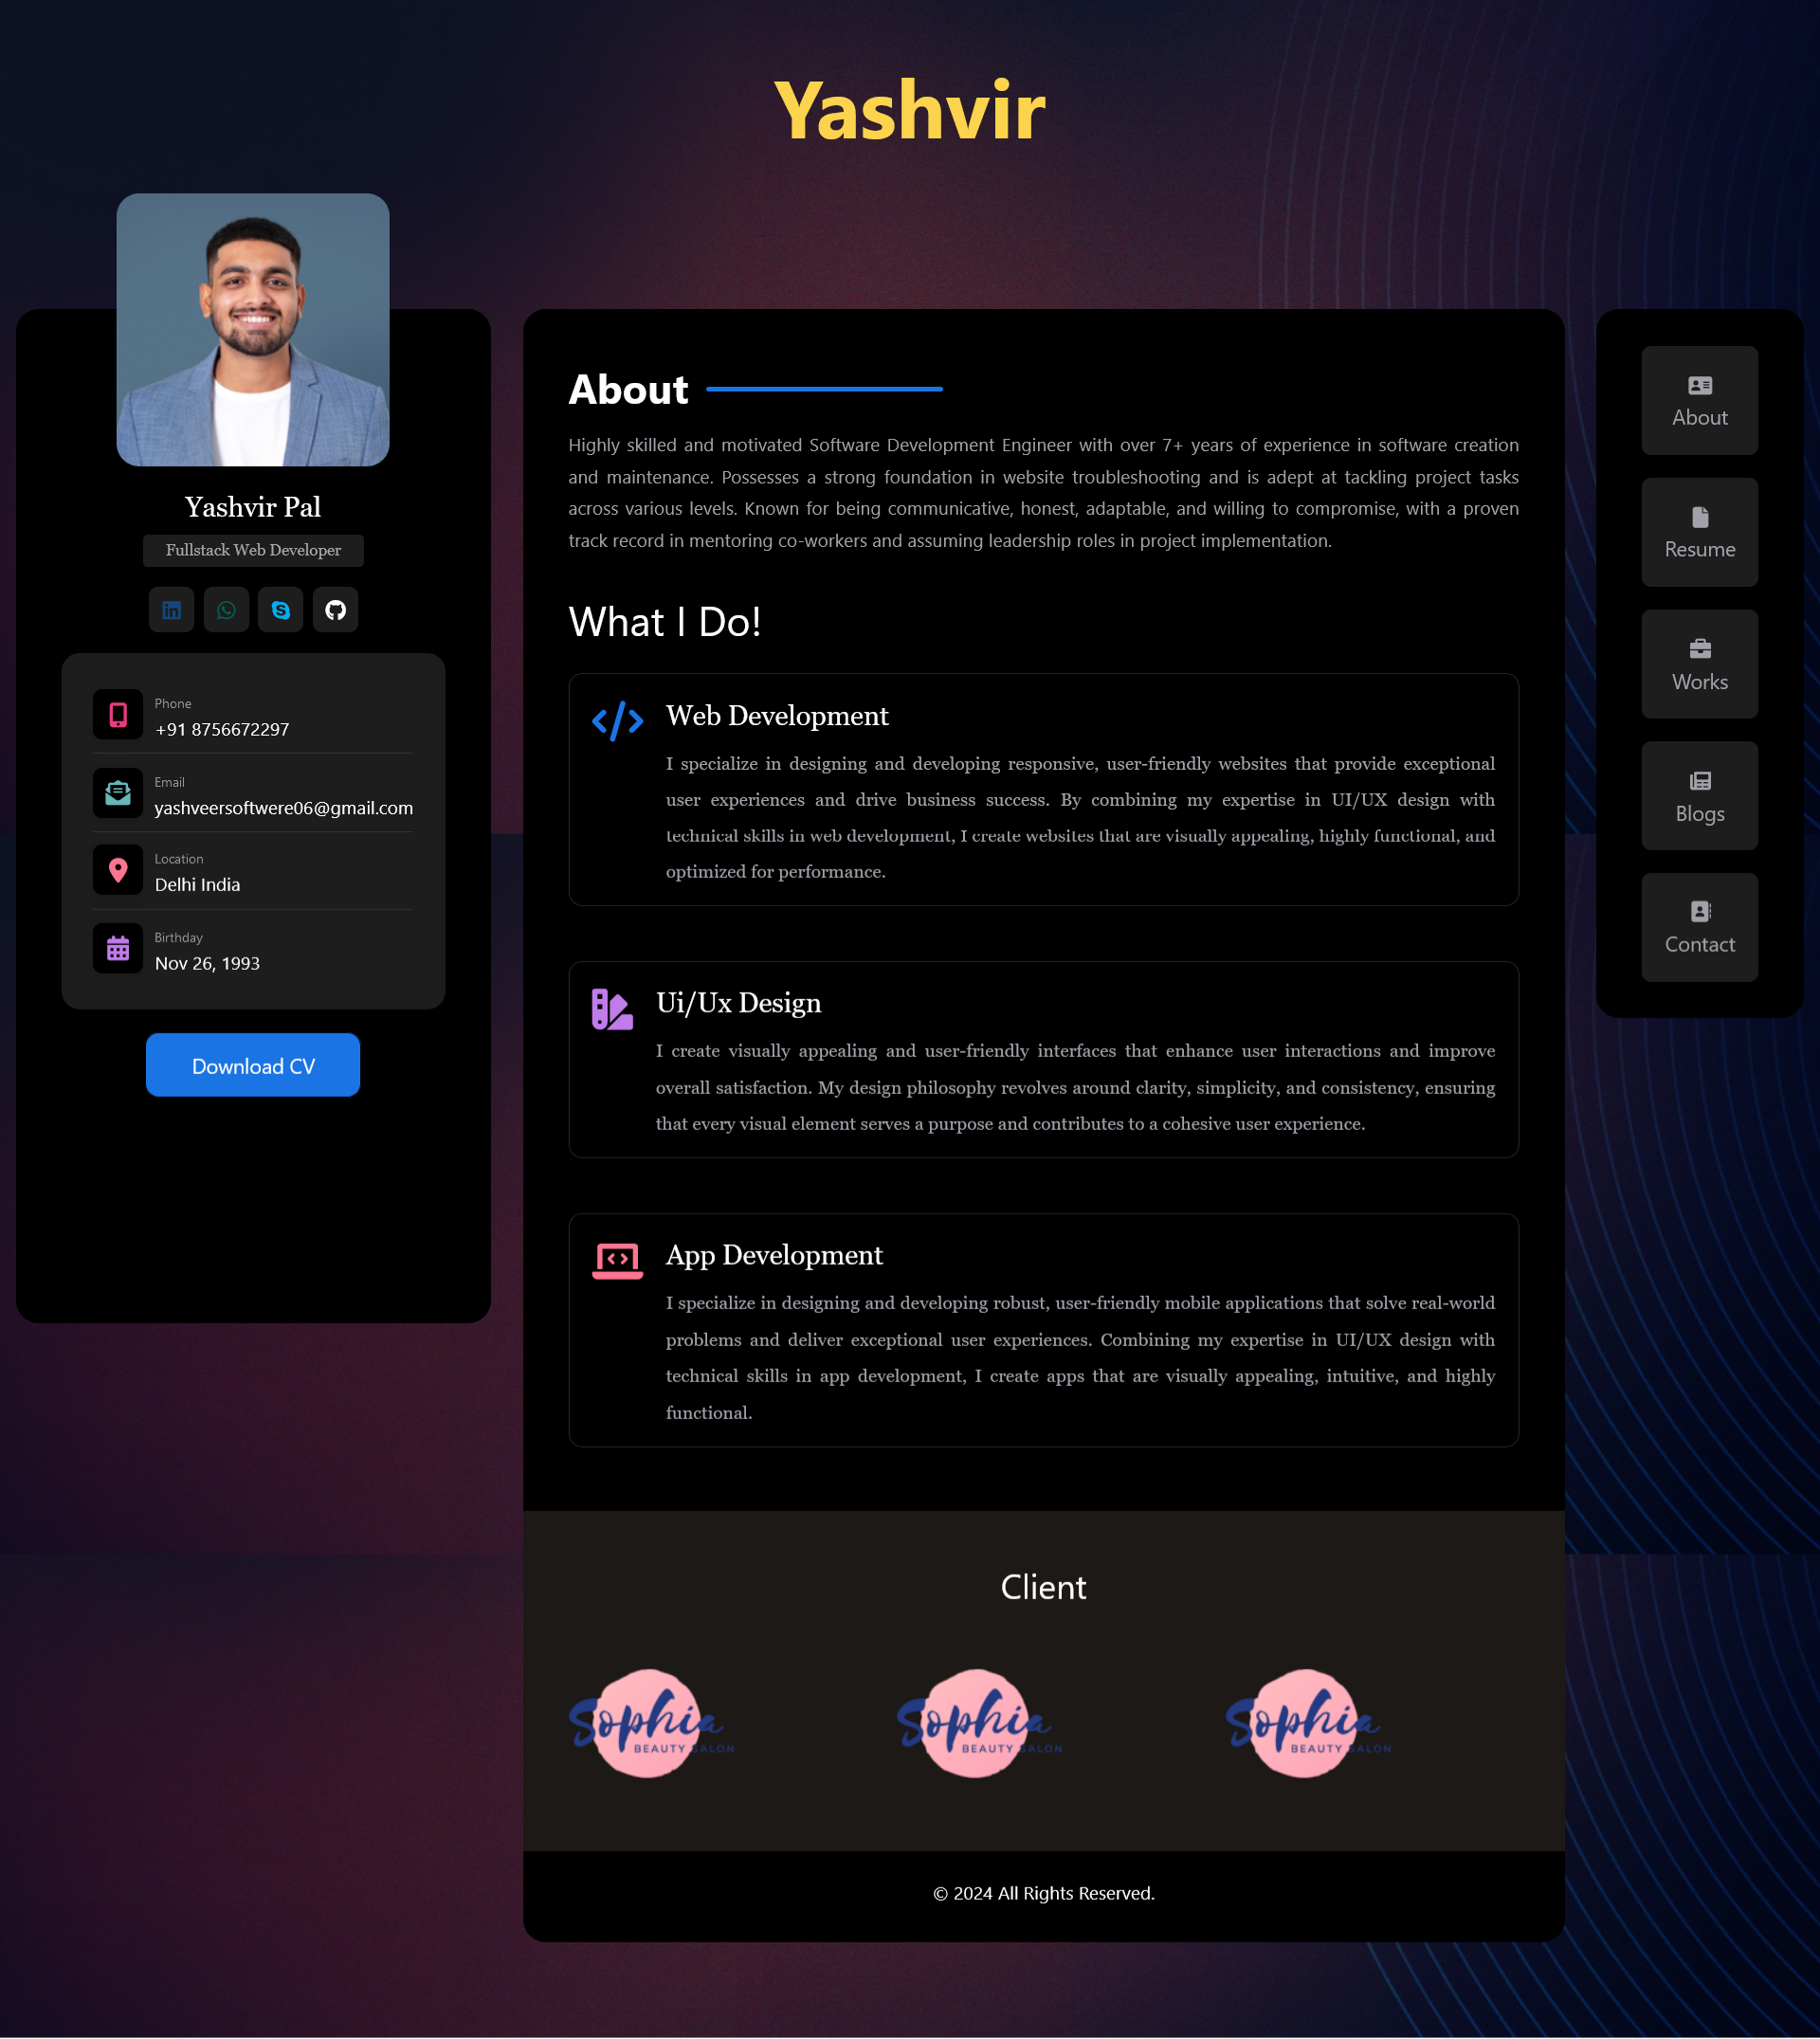 Yashvir
Yashvir Pal
Fullstack Web Developer
Phone
+91 8756672297
Email
yashveersoftwere06@gmail.com
Location
Delhi India
Birthday
Nov 26, 1993
Download CV
About
Highly skilled and motivated Software Development Engineer with over 7+ years of experience in software creation
and maintenance. Possesses a strong foundation in website troubleshooting and is adept at tackling project tasks
across various levels. Known for being communicative, honest, adaptable, and willing to compromise, with a proven
track record in mentoring co-workers and assuming leadership roles in project implementation.
What I Do!
Web Development
I specialize in designing and developing responsive, user-friendly websites that provide exceptional
user experiences and drive business success. By combining my expertise in UI/UX design with
technical skills in web development, I create websites that are visually appealing, highly functional, and
optimized for performance.
Ui/Ux Design
I create visually appealing and user-friendly interfaces that enhance user interactions and improve
overall satisfaction. My design philosophy revolves around clarity, simplicity, and consistency, ensuring
that every visual element serves a purpose and contributes to a cohesive user experience.
App Development
I specialize in designing and developing robust, user-friendly mobile applications that solve real-world
problems and deliver exceptional user experiences. Combining my expertise in UI/UX design with
technical skills in app development, I create apps that are visually appealing, intuitive, and highly
functional.
Client
Sophia
BEAUTY SALON
Sophia
BEAUTY SALON
Sophia
BEAUTY SALON
© 2024 All Rights Reserved.
About
Resume
Works
Blogs
Contact